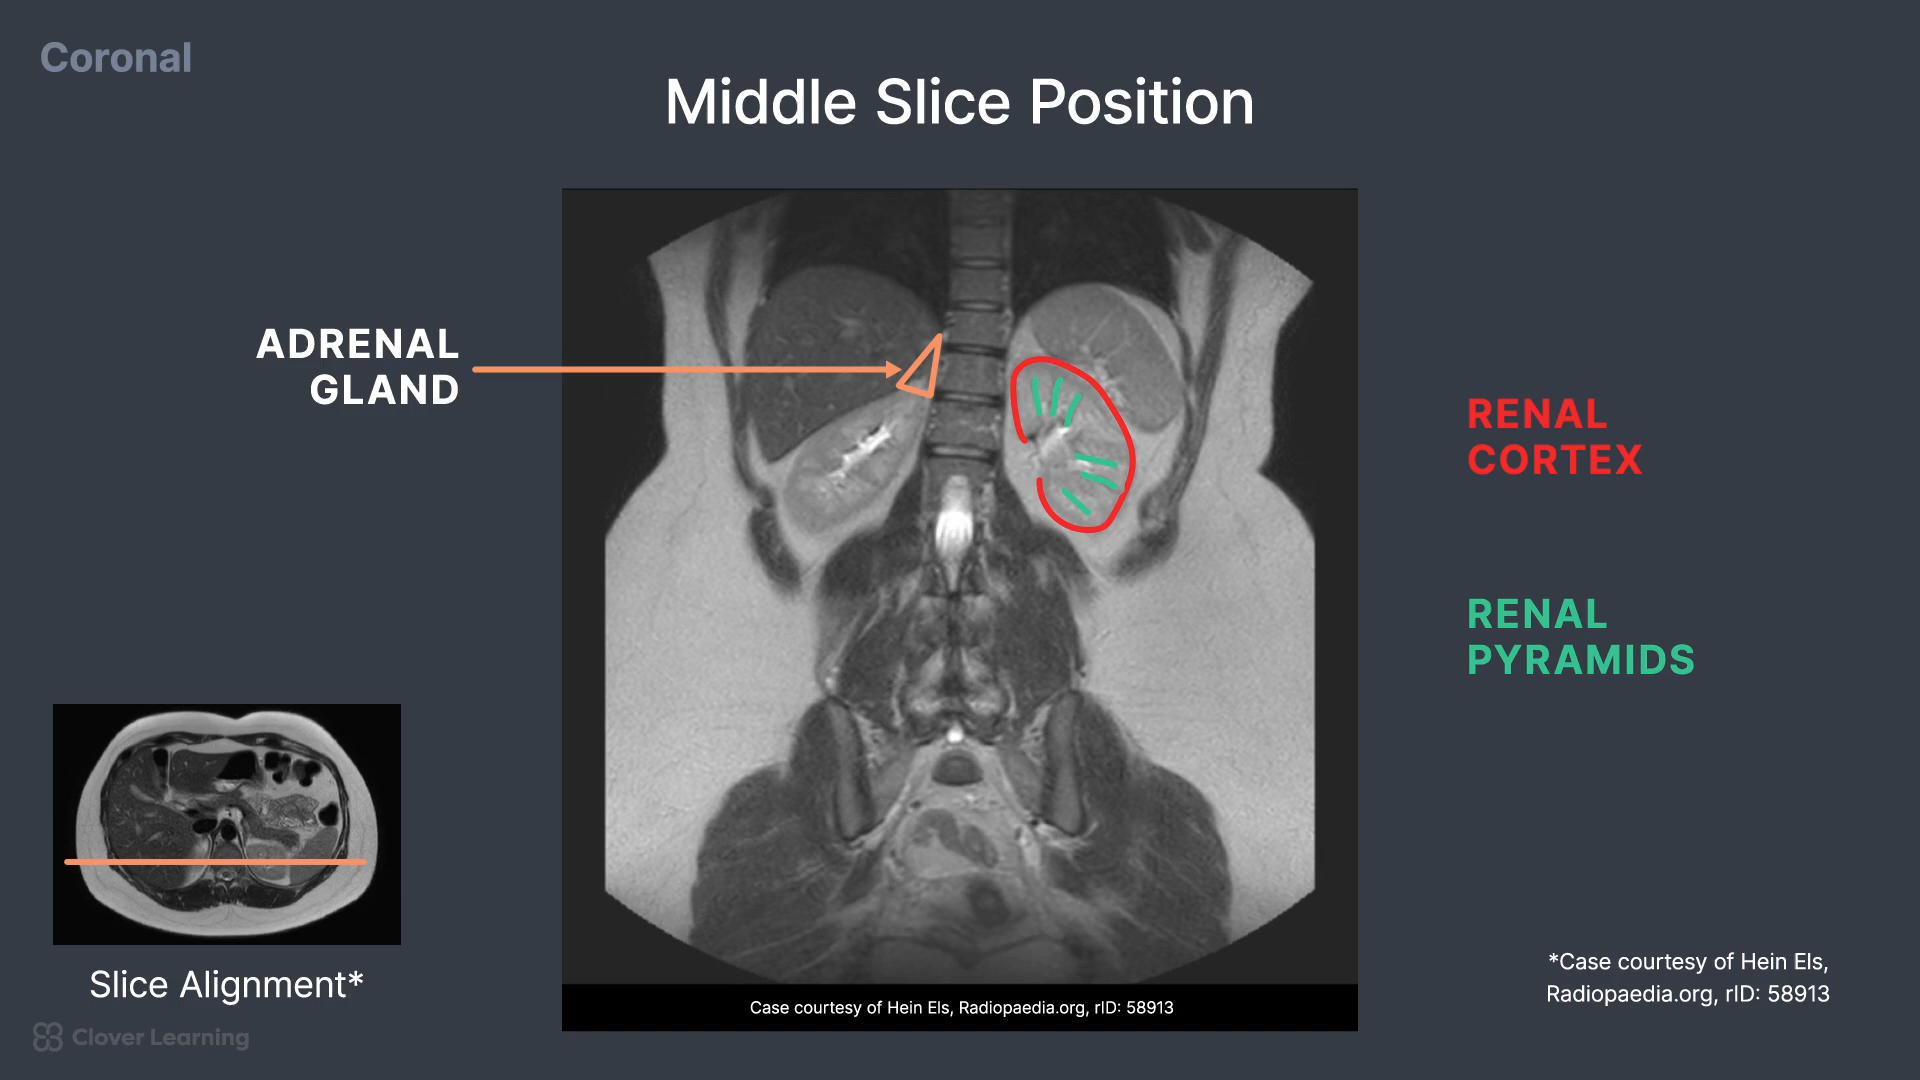 Coronal
Middle Slice Position
ADRENAL
GLAND
RENAL
CORTEX
RENAL
PYRAMIDS
Slice Alignment*
*Case courtesy of Hein Els,
Radiopaedia.org, rID: 58913
Case courtesy of Hein Els, Radiopaedia.org, rID: 58913
Clover Learning